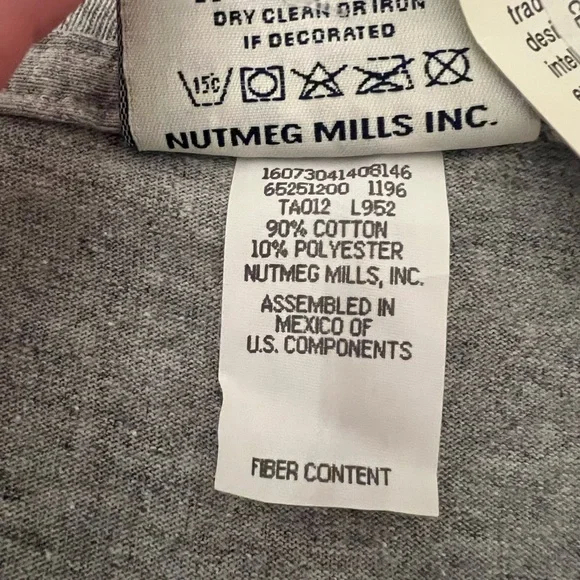 DRY CLEAN OR IRON
IF DECORATED
15c
NUTMEG MILLS INC.
16073041408146
65251200 1196
TA012 L952
90% COTTON
10% POLYESTER
NUTMEG MILLS, INC.
ASSEMBLED IN
MEXICO OF
U.S. COMPONENTS
FIBER CONTENT